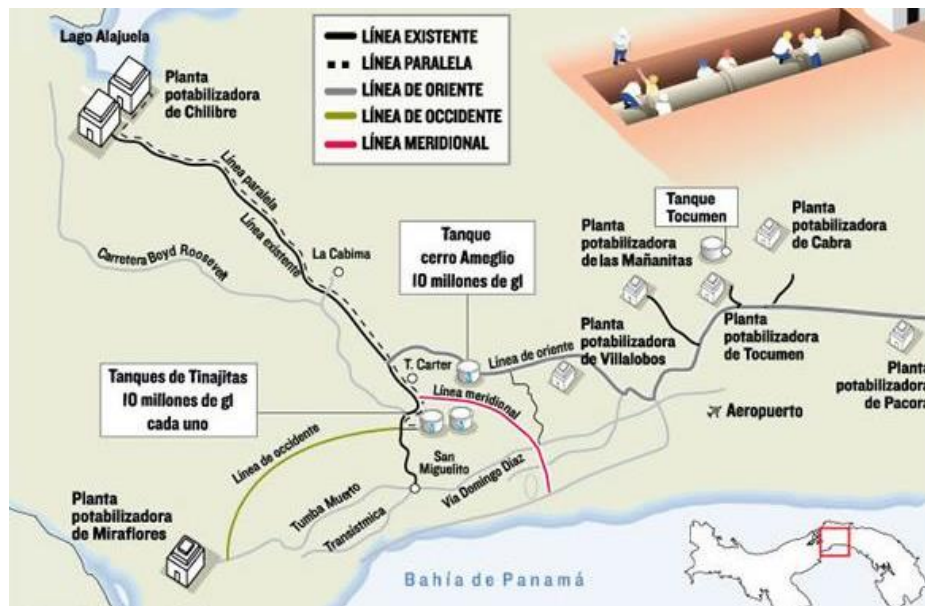 Lago Alajuela
Planta
potabilizadora
de Chilibre
LÍNEA EXISTENTE
LÍNEA PARALELA
LÍNEA DE ORIENTE
LÍNEA DE OCCIDENTE
LÍNEA MERIDIONAL
Línea paralela
Línea existente
Carretera Boyd Roosevelt
La Cabima
Tanque
cerro Ameglio
10 millones de gl
Planta
potabilizadora
de las Mañanitas
Tanque
Tocumen
Planta
potabilizadora
de Cabra
T. Carter
Línea de oriente
Planta
potabilizadora
de Villalobos
Planta
potabilizadora
de Tocumen
Planta
potabilizadora
de Pacora
Tanques de Tinajitas
10 millones de gl
cada uno
Línea meridional
Aeropuerto
Línea de occidente
San
Miguelito
Vía Domingo Díaz
Tumba Muerto
Transístmica
Planta
potabilizadora
de Miraflores
Bahía de Panamá